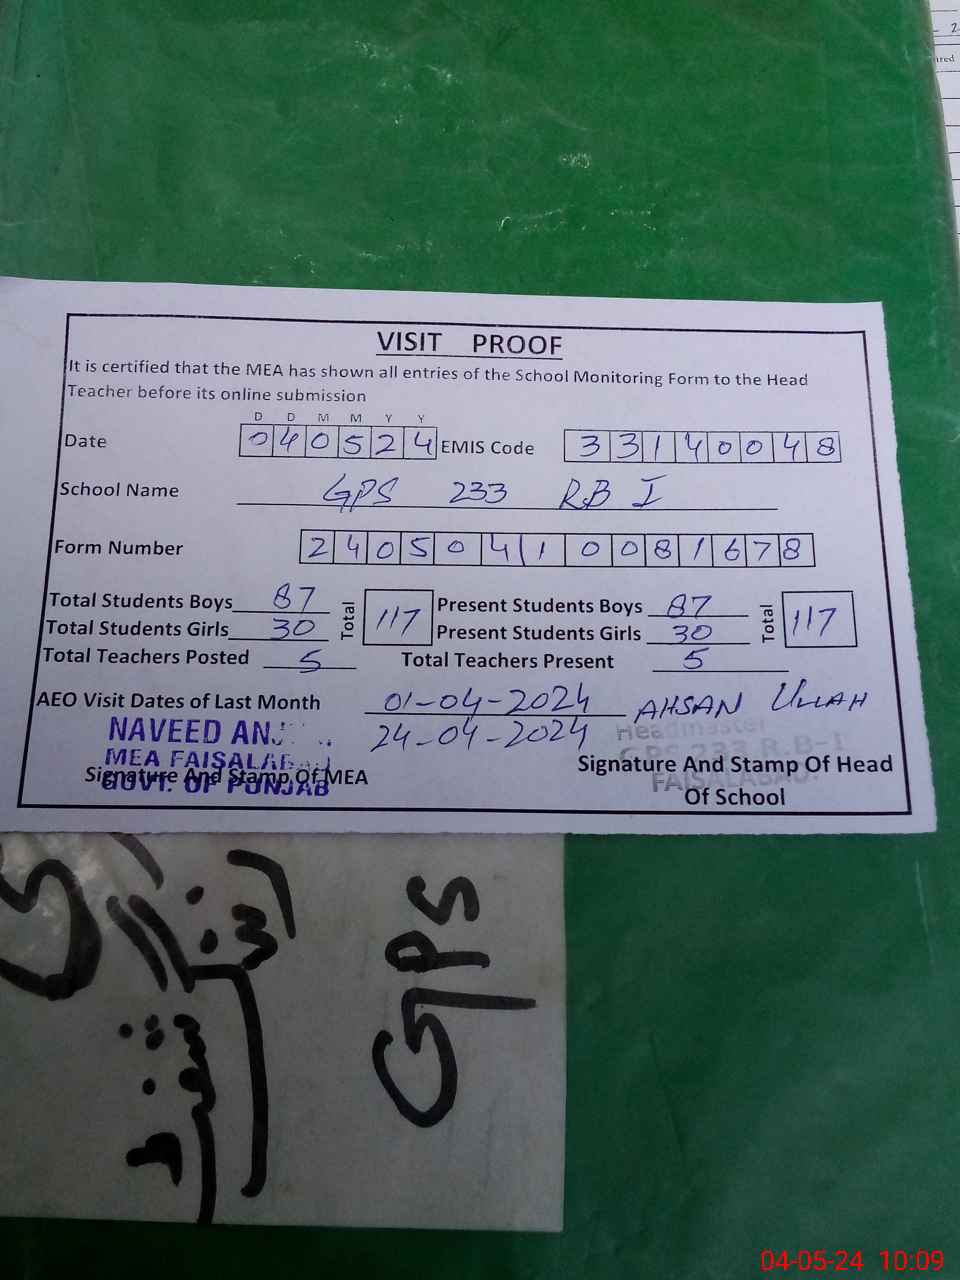 VISIT PROOF
It is certified that the MEA has shown all entries of the School Monitoring Form to the Head
Teacher before its online submission
D D M M Y Y
Date 040524 EMIS Code 33140048
School Name GPS 233 RB I
Form Number 24050410081678
Total Students Boys 87 Total 117 Present Students Boys 87 Total 117
Total Students Girls 30 Present Students Girls 30
Total Teachers Posted 5 Total Teachers Present 5
AEO Visit Dates of Last Month 01-04-2024 AHSAN ULLAH
24-04-2024
NAVEED
MEA FAISALABAD
GOVT. OF PUNJAB
Signature And Stamp Of MEA
Headmaster
GPS 233 R.B-I
FAISALABAD.
Signature And Stamp Of Head
Of School
GPS
04-05-24 10:09